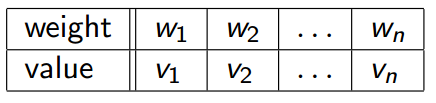 weight w₁ w₂ ... wₙ
value v₁ v₂ ... vₙ